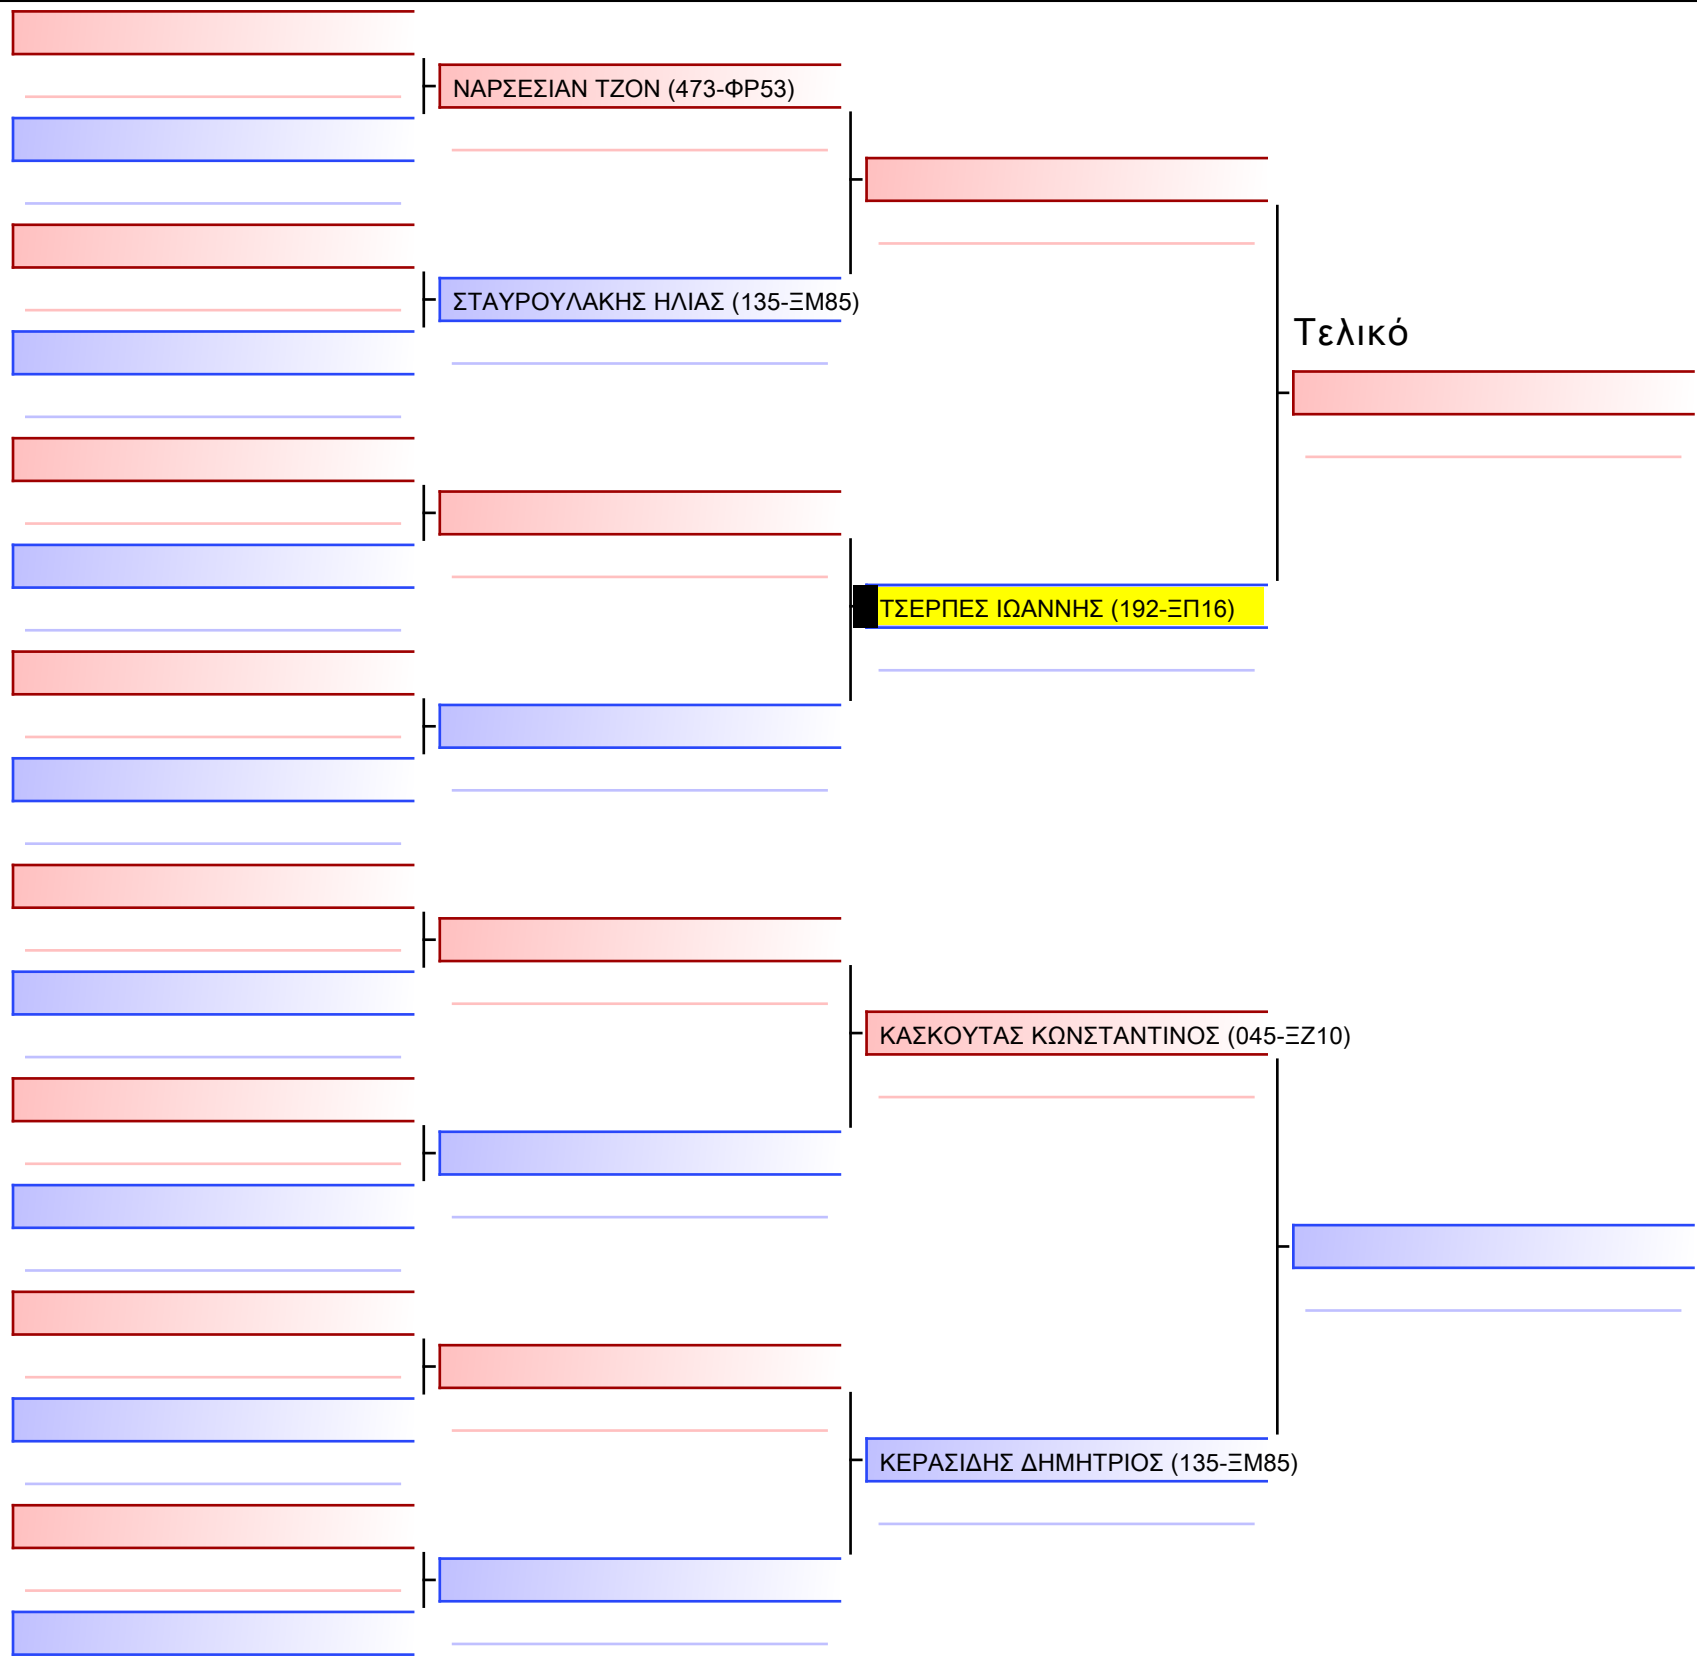 ΝΑΡΣΕΣΙΑΝ ΤΖΟΝ (473-ΦΡ53)
ΣΤΑΥΡΟΥΛΑΚΗΣ ΗΛΙΑΣ (135-ΞΜ85)
Τελικό
ΤΣΕΡΠΕΣ ΙΩΑΝΝΗΣ (192-ΞΠ16)
ΚΑΣΚΟΥΤΑΣ ΚΩΝΣΤΑΝΤΙΝΟΣ (045-ΞΖ10)
ΚΕΡΑΣΙΔΗΣ ΔΗΜΗΤΡΙΟΣ (135-ΞΜ85)